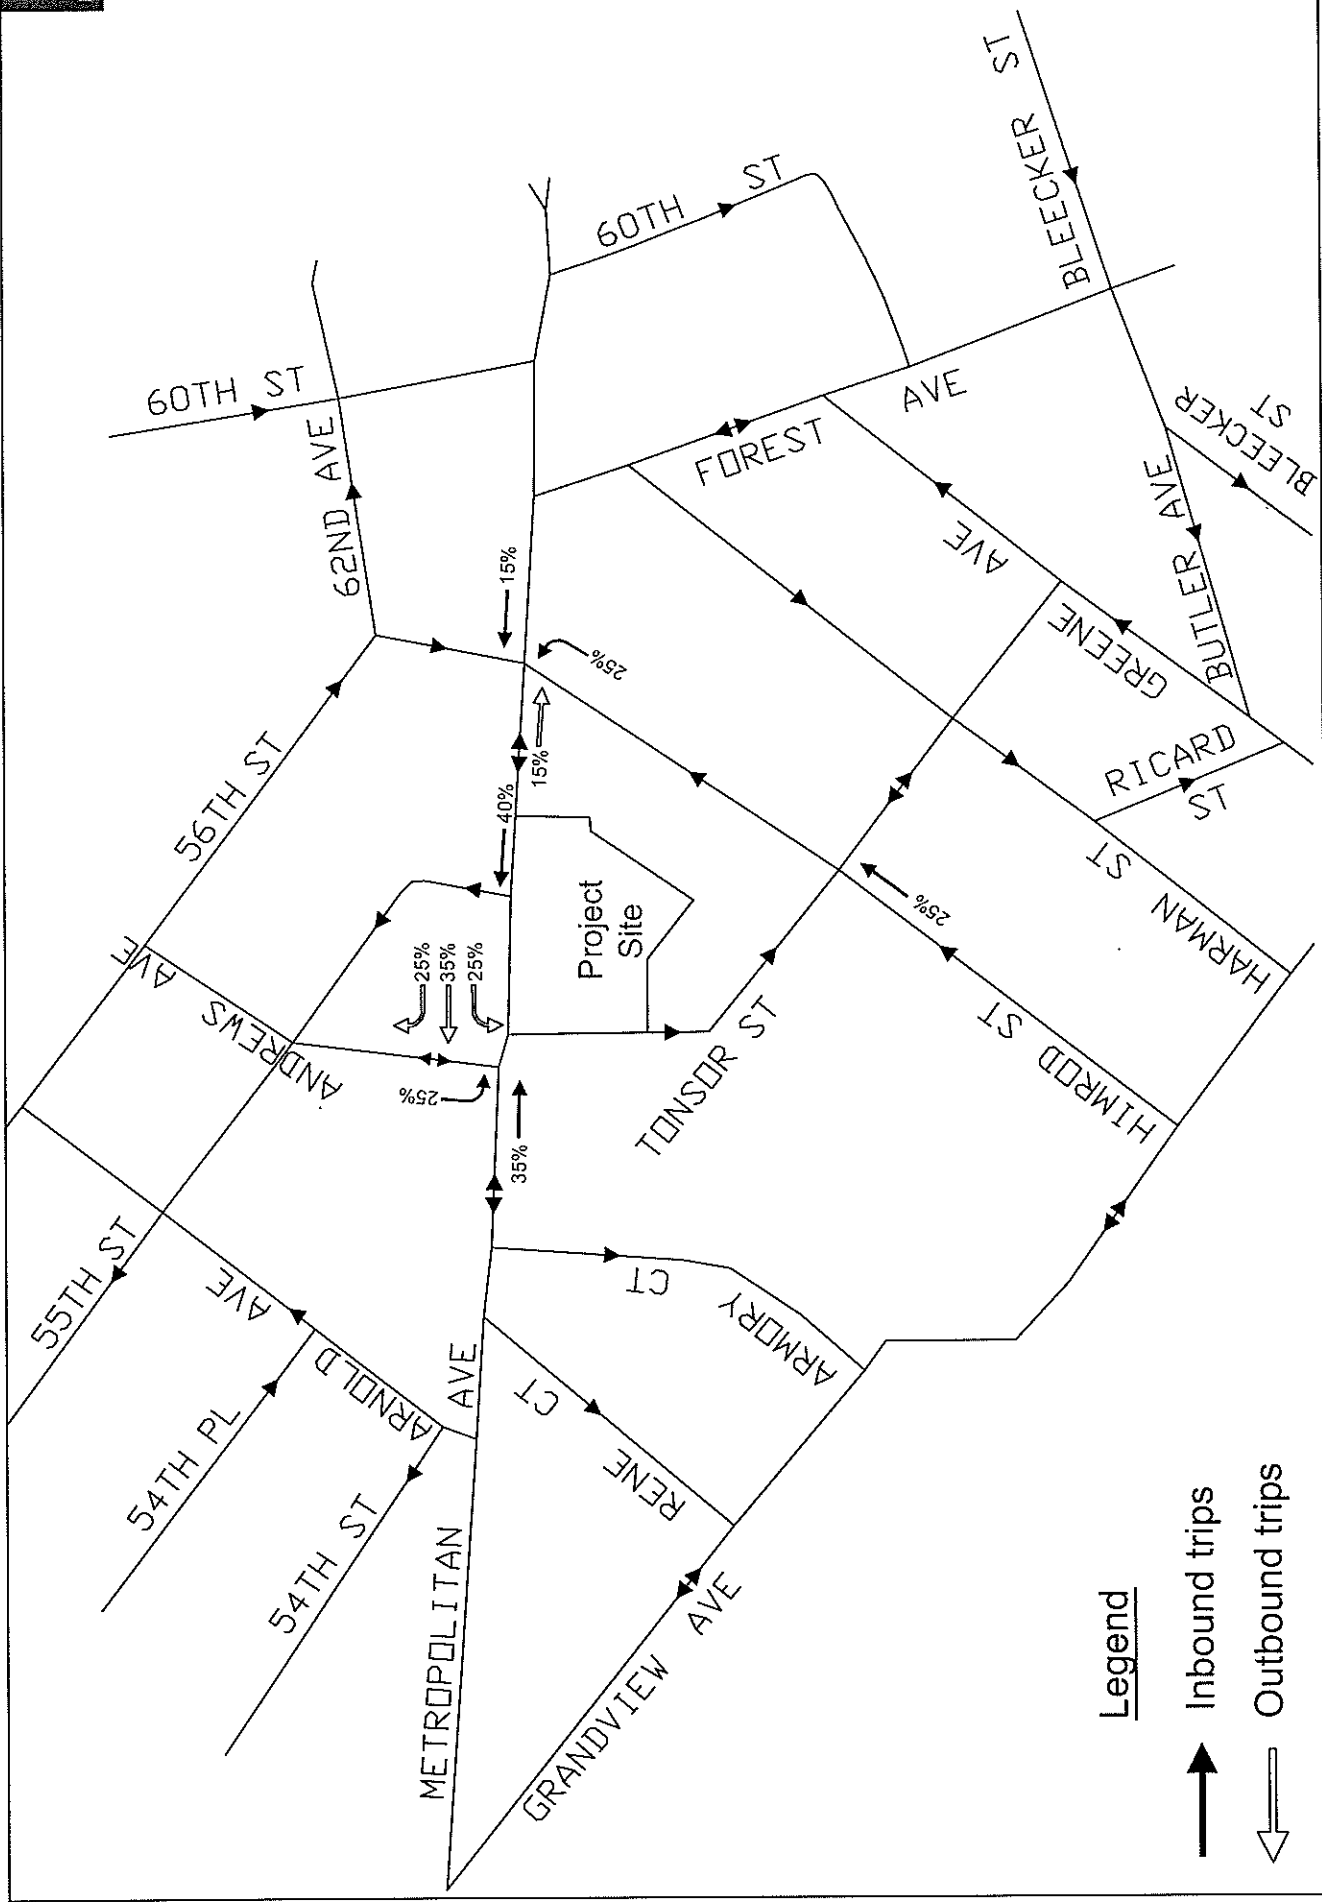 60TH ST
62ND AVE
56TH ST
ANDREWS AVE
55TH ST
54TH PL
54TH ST
ARNOLD AVE
METROPOLITAN AVE
GRANDVIEW AVE
RENE CT
ARMORY CT
TONSOR ST
HIMROD ST
HARMAN ST
RICARD ST
GREENE AVE
BUTLER AVE
BLEECKER ST
BLEECKER ST
FOREST AVE
60TH ST
Project
Site
15%
25%
15%
40%
25%
35%
25%
25%
35%
25%
Legend
Inbound trips
Outbound trips